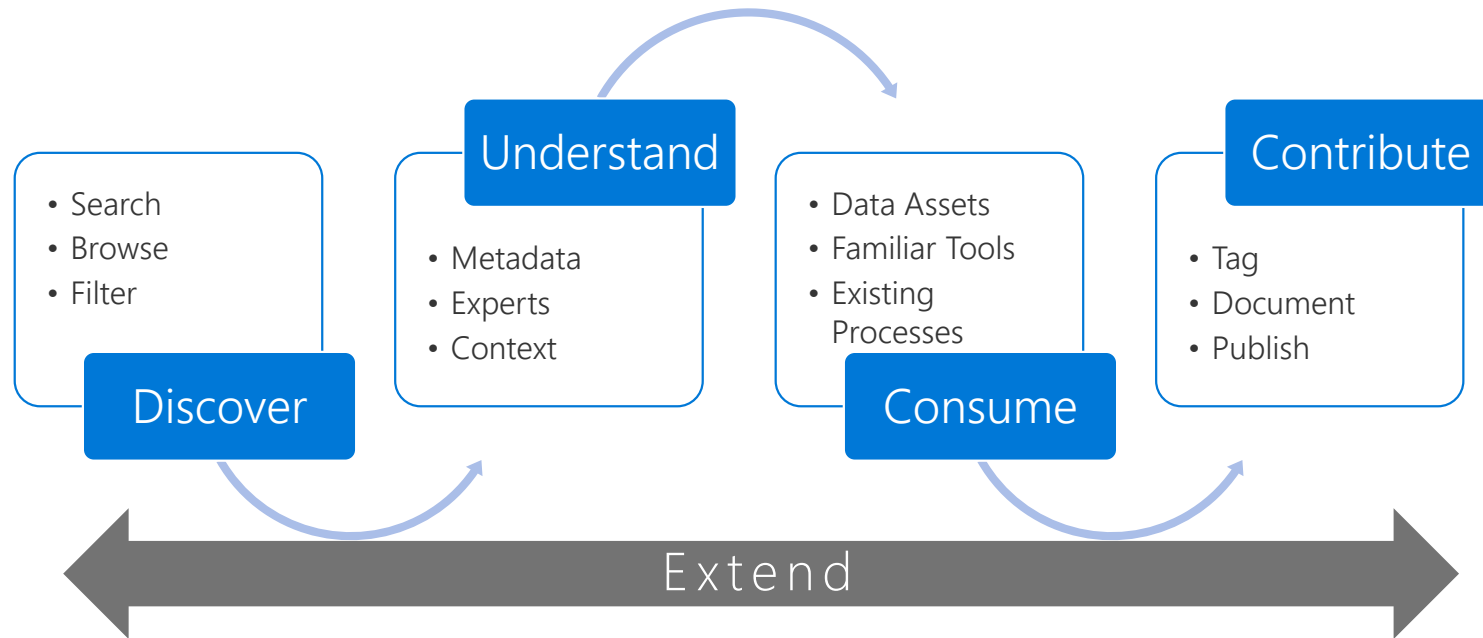 • Search
• Browse
• Filter
Discover
Understand
• Metadata
• Experts
• Context
• Data Assets
• Familiar Tools
• Existing
Processes
Consume
Contribute
• Tag
• Document
• Publish
Extend